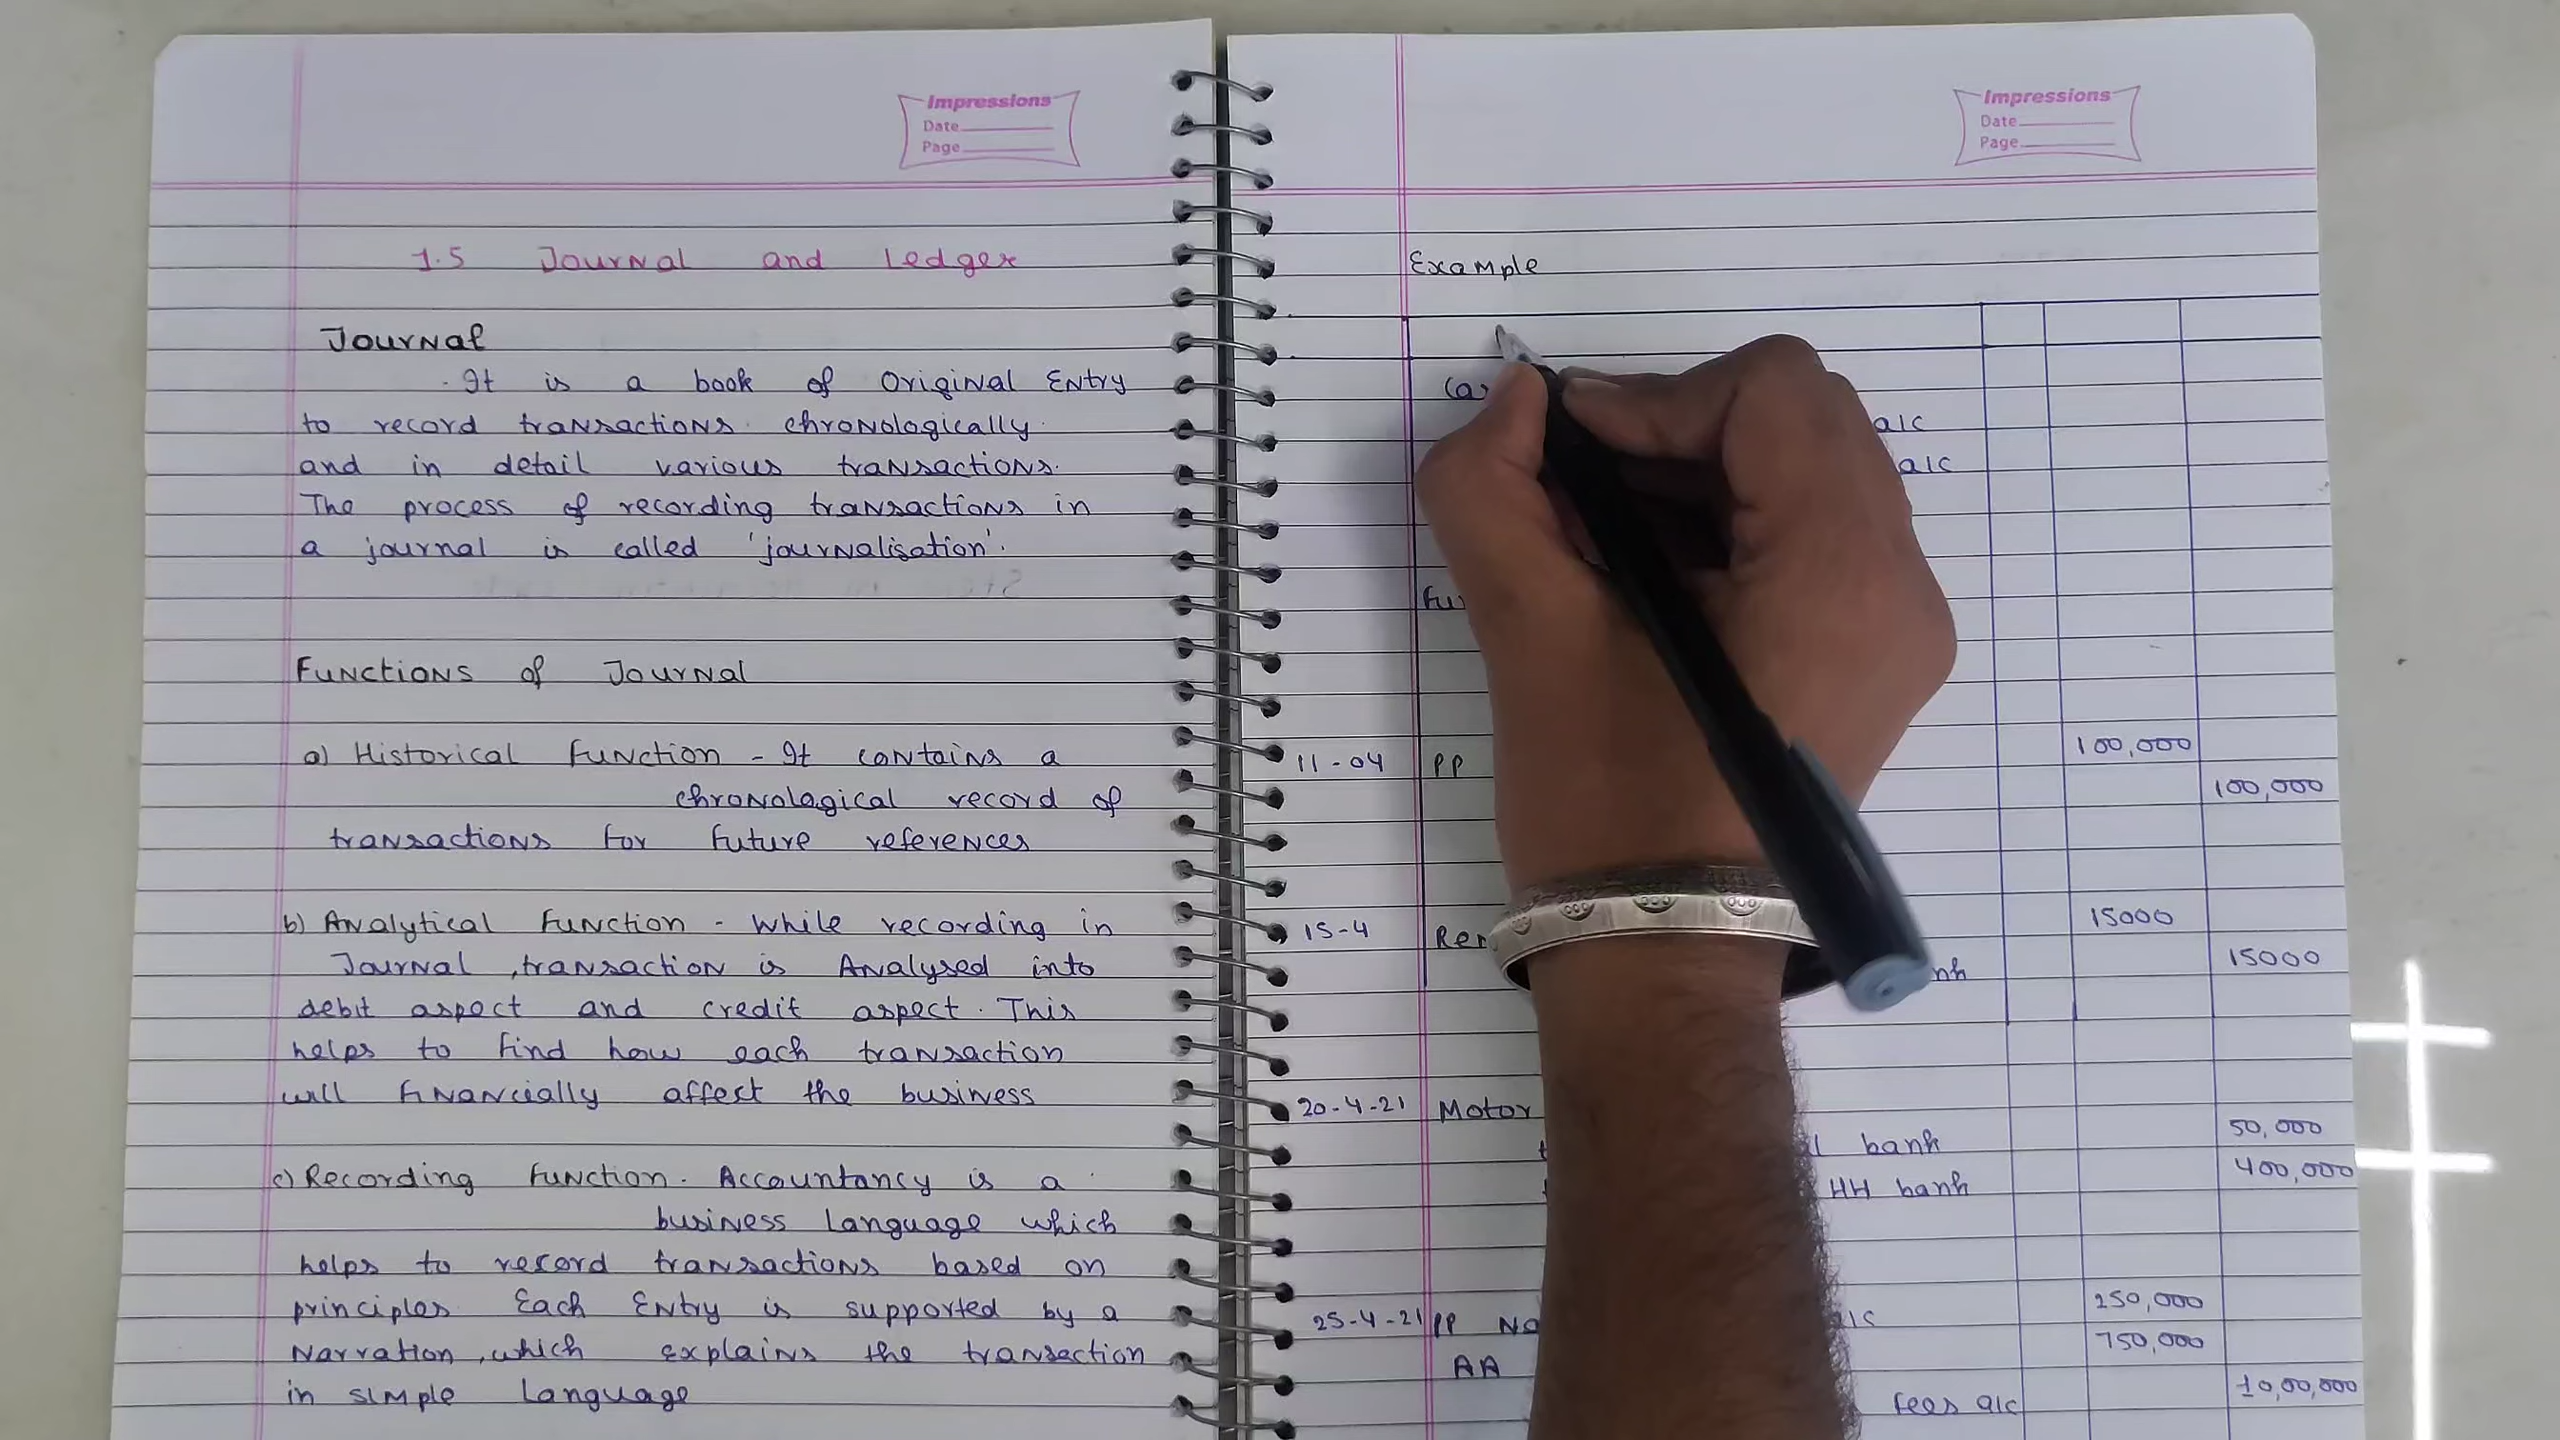 Impressions
Date
Page
1.5 Journal and Ledger
Journal
It is a book of Original Entry
to record transactions chronologically
and in detail various transactions.
The process of recording transactions in
a journal is called 'journalisation'.
Functions of Journal
a) Historical Function - It contains a
chronological record of
transactions for future references
b) Analytical Function - While recording in
Journal, transaction is Analysed into
debit aspect and credit aspect. This
helps to find how each transaction
will financially affect the business
c) Recording Function. Accountancy is a
business language which
helps to record transactions based on
principles Each Entry is supported by a
Narration, which explains the transection
in simple Language
Impressions
Date
Page
Example
a/c
a/c
11-04 PP 100,000
100,000
15-4 15000
15000
20-4-21 Motor
bank 50,000
HH bank 400,000
25-4-21 PP a/c 250,000
AA 750,000
Fees a/c 10,00,000